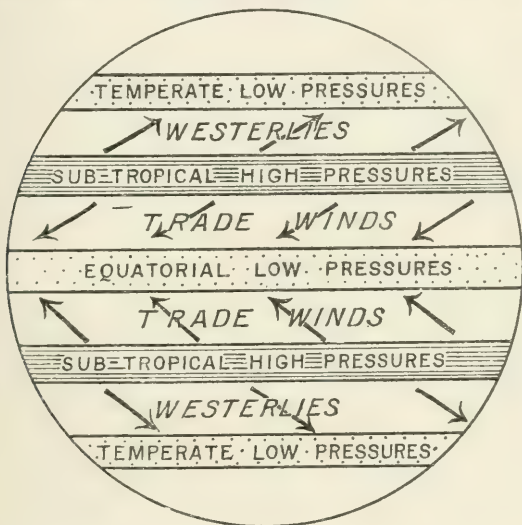 TEMPERATE · LOW · PRESSURES
WESTERLIES
SUB-TROPICAL HIGH PRESSURES
TRADE WINDS
EQUATORIAL LOW PRESSURES
TRADE WINDS
SUB-TROPICAL HIGH PRESSURES
WESTERLIES
TEMPERATE · LOW · PRESSURES